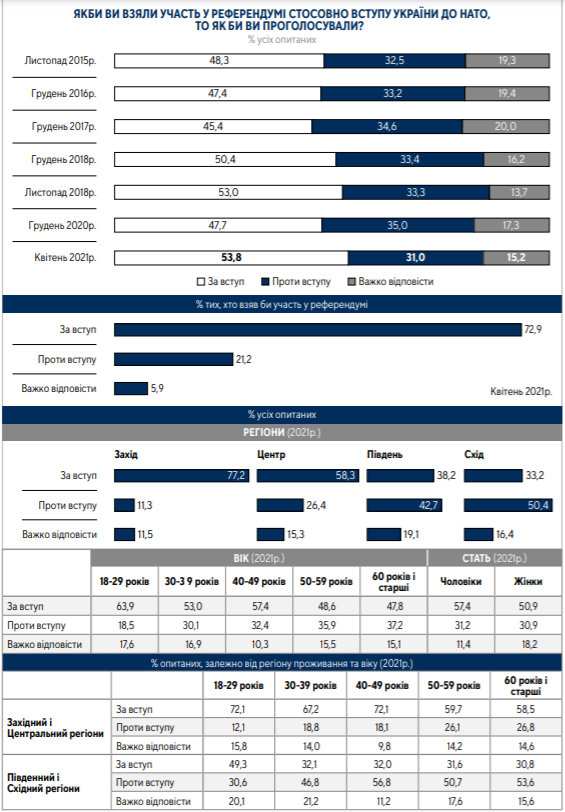 ЯКБИ ВИ ВЗЯЛИ УЧАСТЬ У РЕФЕРЕНДУМІ СТОСОВНО ВСТУПУ УКРАЇНИ ДО НАТО,
ТО ЯК БИ ВИ ПРОГОЛОСУВАЛИ?
% усіх опитаних
Листопад 2015р. 48,3 32,5 19,3
Грудень 2016р. 47,4 33,2 19,4
Грудень 2017р. 45,4 34,6 20,0
Грудень 2018р. 50,4 33,4 16,2
Листопад 2018р. 53,0 33,3 13,7
Грудень 2020р. 47,7 35,0 17,3
Квітень 2021р. 53,8 31,0 15,2
За вступ Проти вступу Важко відповісти
% тих, хто взяв би участь у референдумі
За вступ 72,9
Проти вступу 21,2
Важко відповісти 5,9
Квітень 2021р.
% усіх опитаних
РЕГІОНИ (2021р.)
Захід Центр Південь Схід
За вступ 77,2 58,3 38,2 33,2
Проти вступу 11,3 26,4 42,7 50,4
Важко відповісти 11,5 15,3 19,1 16,4
ВІК (2021р.) СТАТЬ (2021р.)
18-29 років 30-3 9 років 40-49 років 50-59 років 60 років і старші Чоловіки Жінки
За вступ 63,9 53,0 57,4 48,6 47,8 57,4 50,9
Проти вступу 18,5 30,1 32,4 35,9 37,2 31,2 30,9
Важко відповісти 17,6 16,9 10,3 15,5 15,1 11,4 18,2
% опитаних, залежно від регіону проживання та віку (2021р.)
18-29 років 30-39 років 40-49 років 50-59 років 60 років і старші
Західний і Центральний регіони
За вступ 72,1 67,2 72,1 59,7 58,5
Проти вступу 12,1 18,8 18,1 26,1 26,8
Важко відповісти 15,8 14,0 9,8 14,2 14,6
Південний і Східний регіони
За вступ 49,3 32,1 32,0 31,6 30,8
Проти вступу 30,6 46,8 56,8 50,7 53,6
Важко відповісти 20,1 21,2 11,2 17,6 15,6